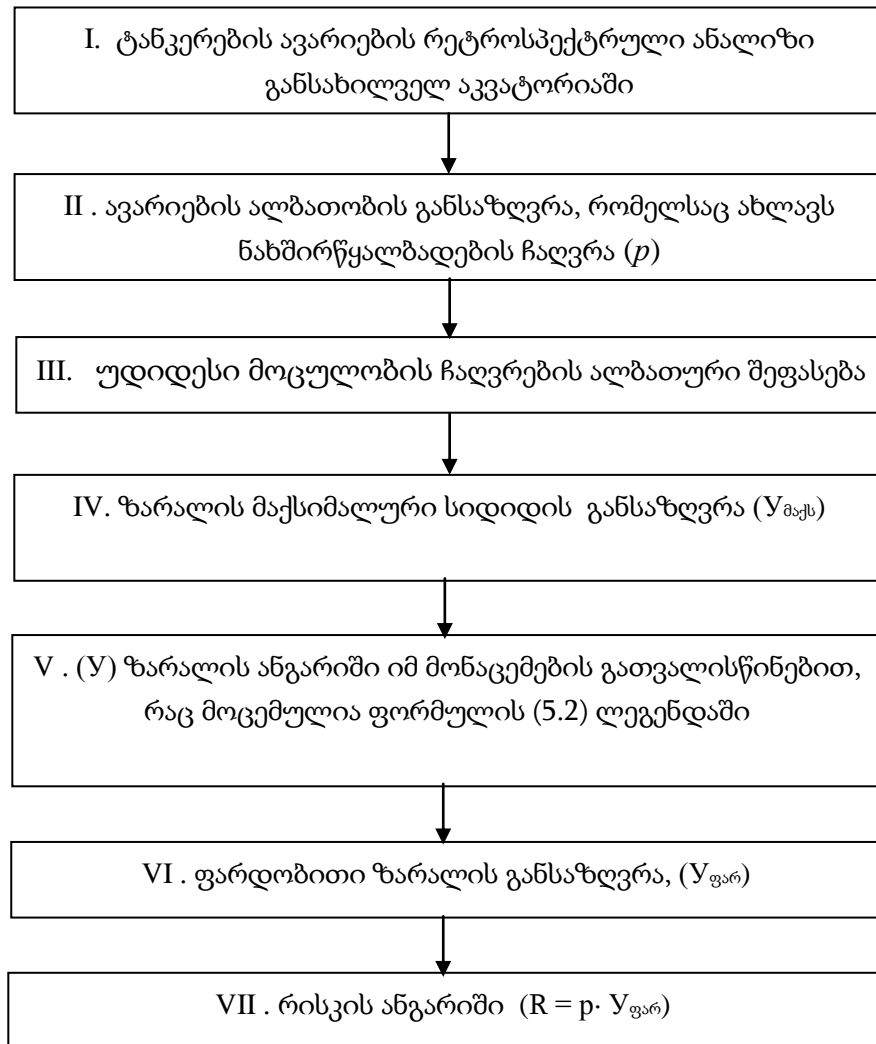 I. ტანკერების ავარიების რეტროსპექტრული ანალიზი
განსახილველ აკვატორიაში
II . ავარიების ალბათობის განსაზღვრა, რომელსაც ახლავს
ნახშირწყალბადების ჩაღვრა (p)
III. უდიდესი მოცულობის ჩაღვრების ალბათური შეფასება
IV. ზარალის მაქსიმალური სიდიდის განსაზღვრა (Уმაქს)
V . (У) ზარალის ანგარიში იმ მონაცემების გათვალისწინებით,
რაც მოცემულია ფორმულის (5.2) ლეგენდაში
VI . ფარდობითი ზარალის განსაზღვრა, (Уფარ)
VII . რისკის ანგარიში (R = p· Уფარ)